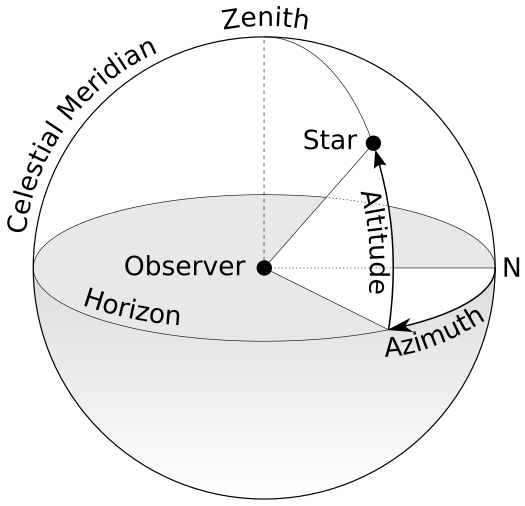 Zenith
Celestial Meridian
Star
Altitude
Observer
N
Horizon
Azimuth